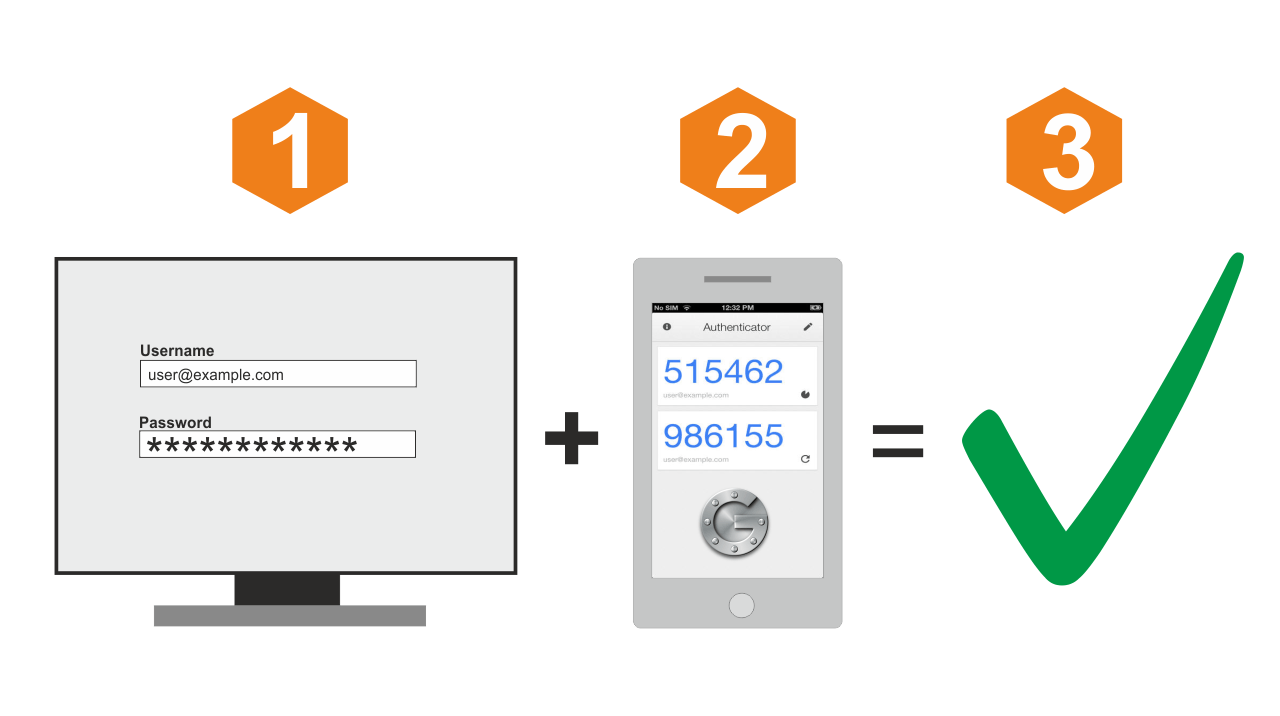 1
2
3
Username
user@example.com
Password
************
+
No SIM 12:32 PM
Authenticator
515462
user@example.com
986155
user@example.com
G
=